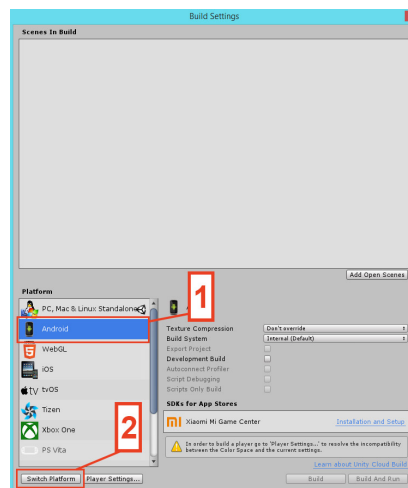 Build Settings
Scenes In Build
Add Open Scenes
Platform
PC, Mac & Linux Standalone
Android
WebGL
iOS
tv tvOS
Tizen
Xbox One
PS Vita
1
2
Texture Compression Don't override
Build System Internal (Default)
Export Project
Development Build
Autoconnect Profiler
Script Debugging
Scripts Only Build
SDKs for App Stores
mi Xiaomi Mi Game Center Installation and Setup
In order to build a player go to 'Player Settings...' to resolve the incompatibility
between the Color Space and the current settings.
Learn about Unity Cloud Build
Switch Platform Player Settings... Build Build And Run